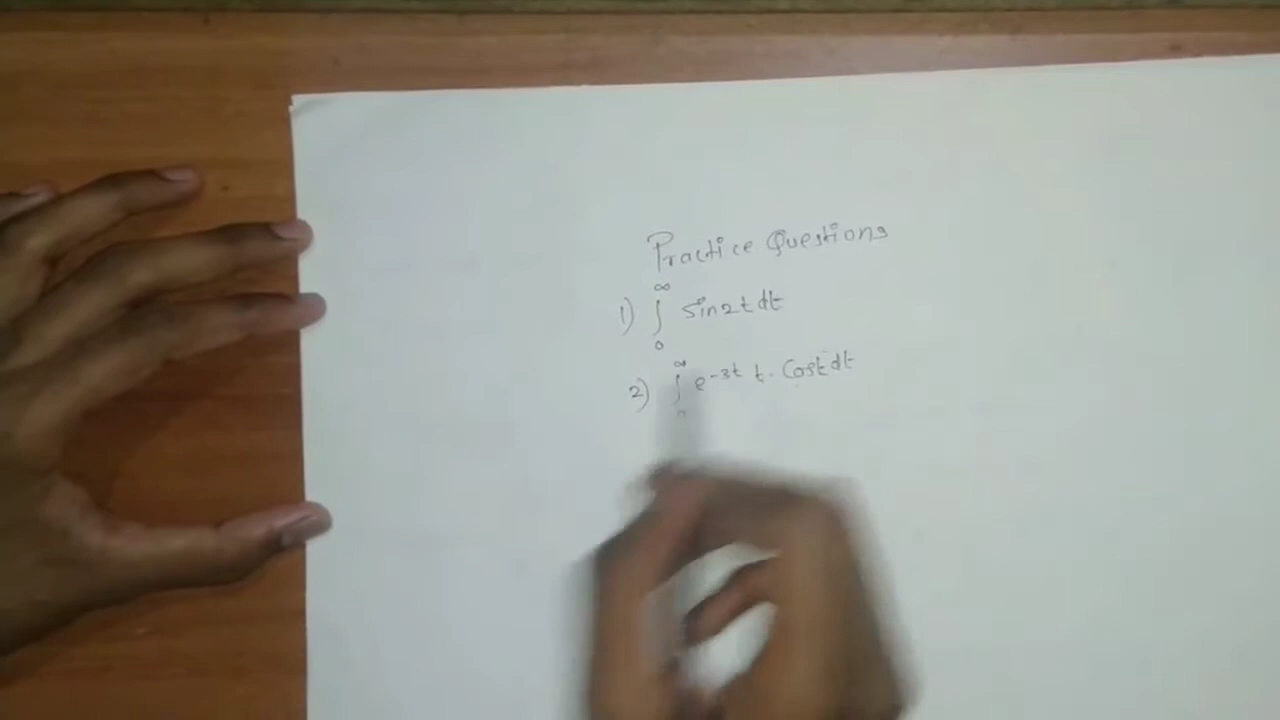 Practice Questions
1) ∫₀^∞ sin2t dt
2) ∫₀^∞ e^-3t t. Cost dt